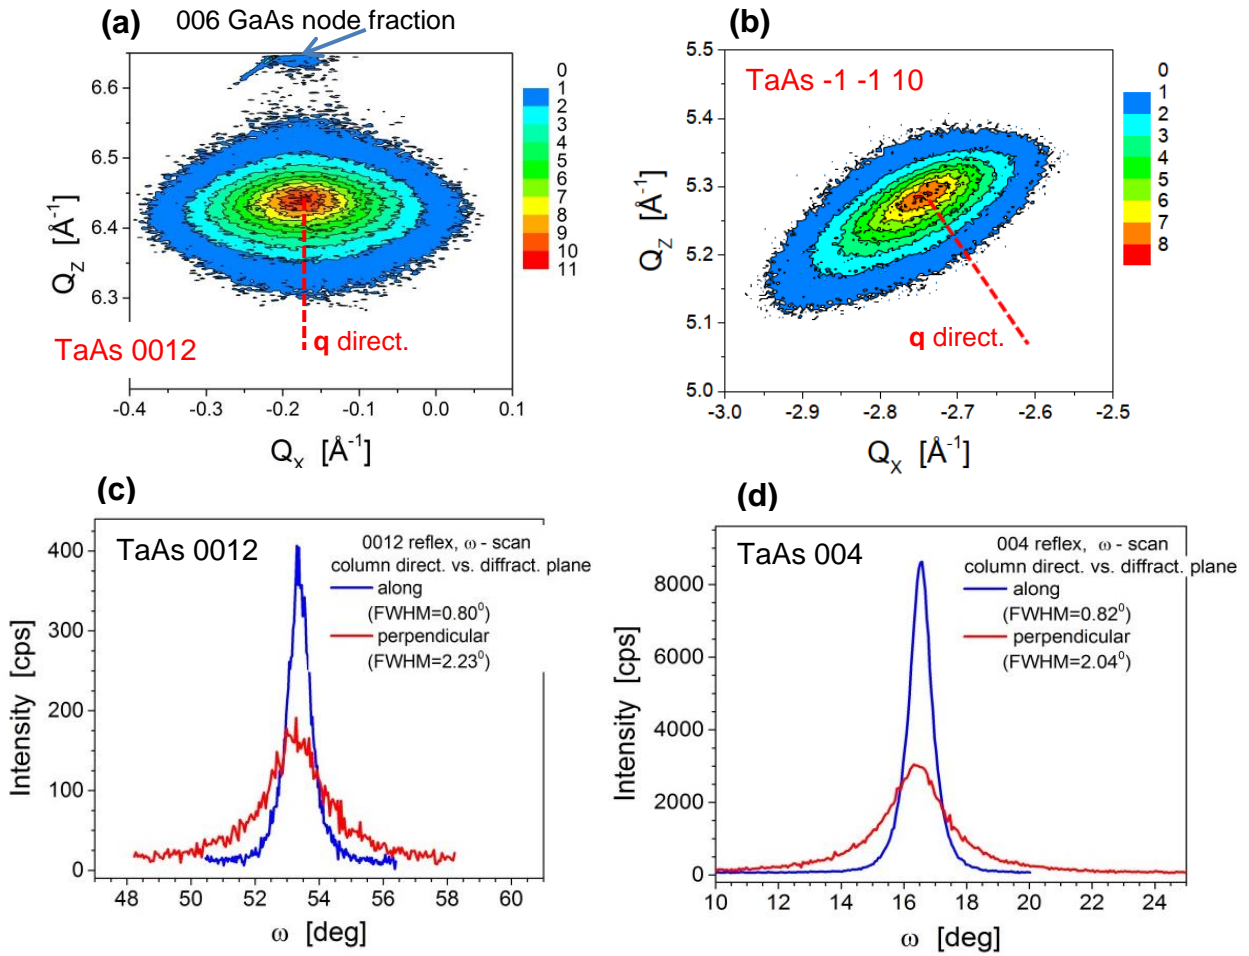 (a)
006 GaAs node fraction
6.6
6.5
6.4
6.3
Q_Z [Å⁻¹]
-0.4 -0.3 -0.2 -0.1 0.0 0.1
Q_X [Å⁻¹]
TaAs 0012
q direct.
0
1
2
3
4
5
6
7
8
9
10
11
(b)
TaAs -1 -1 10
5.5
5.4
5.3
5.2
5.1
5.0
Q_Z [Å⁻¹]
-3.0 -2.9 -2.8 -2.7 -2.6 -2.5
Q_X [Å⁻¹]
q direct.
0
1
2
3
4
5
6
7
8
(c)
TaAs 0012
0012 reflex, ω - scan
column direct. vs. diffract. plane
along
(FWHM=0.80⁰)
perpendicular
(FWHM=2.23⁰)
400
300
200
100
0
Intensity [cps]
48 50 52 54 56 58 60
ω [deg]
(d)
TaAs 004
004 reflex, ω - scan
column direct. vs. diffract. plane
along
(FWHM=0.82⁰)
perpendicular
(FWHM=2.04⁰)
8000
6000
4000
2000
0
Intensity [cps]
10 12 14 16 18 20 22 24
ω [deg]